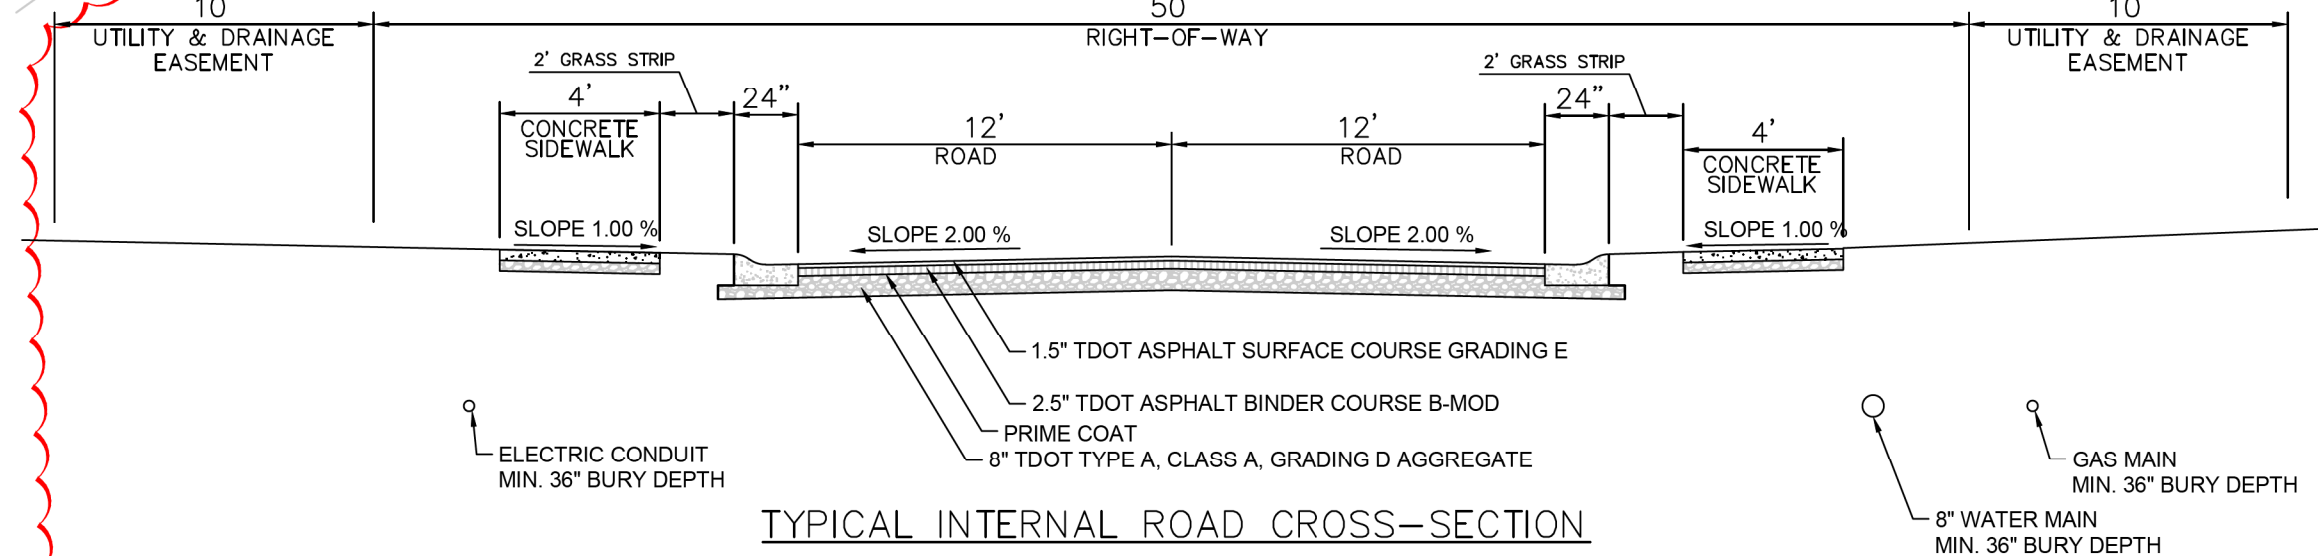 10
50
10
UTILITY & DRAINAGE
EASEMENT
RIGHT-OF-WAY
UTILITY & DRAINAGE
EASEMENT
2' GRASS STRIP
2' GRASS STRIP
4'
CONCRETE
SIDEWALK
24"
12'
ROAD
12'
ROAD
24"
4'
CONCRETE
SIDEWALK
SLOPE 1.00 %
SLOPE 2.00 %
SLOPE 2.00 %
SLOPE 1.00 %
1.5" TDOT ASPHALT SURFACE COURSE GRADING E
2.5" TDOT ASPHALT BINDER COURSE B-MOD
PRIME COAT
8" TDOT TYPE A, CLASS A, GRADING D AGGREGATE
ELECTRIC CONDUIT
MIN. 36" BURY DEPTH
GAS MAIN
MIN. 36" BURY DEPTH
8" WATER MAIN
MIN. 36" BURY DEPTH
TYPICAL INTERNAL ROAD CROSS-SECTION